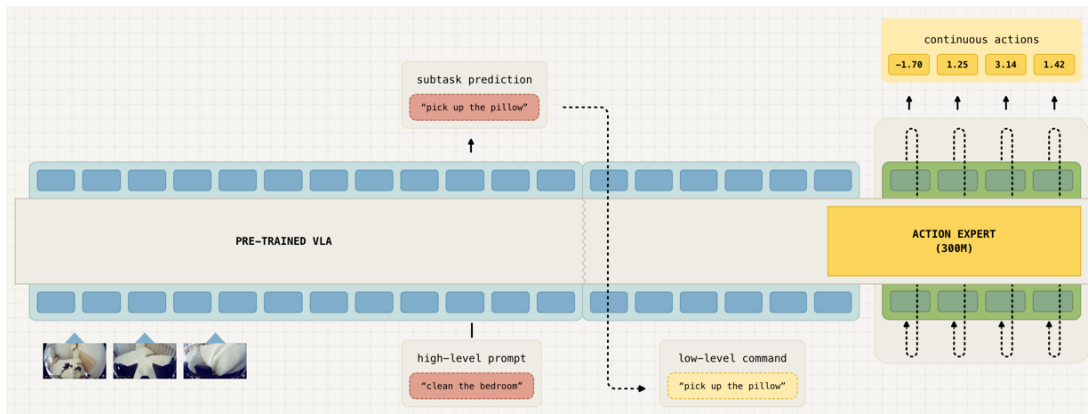 continuous actions
-1.70 1.25 3.14 1.42
subtask prediction
“pick up the pillow”
PRE-TRAINED VLA
ACTION EXPERT
(300M)
high-level prompt
“clean the bedroom”
low-level command
“pick up the pillow”